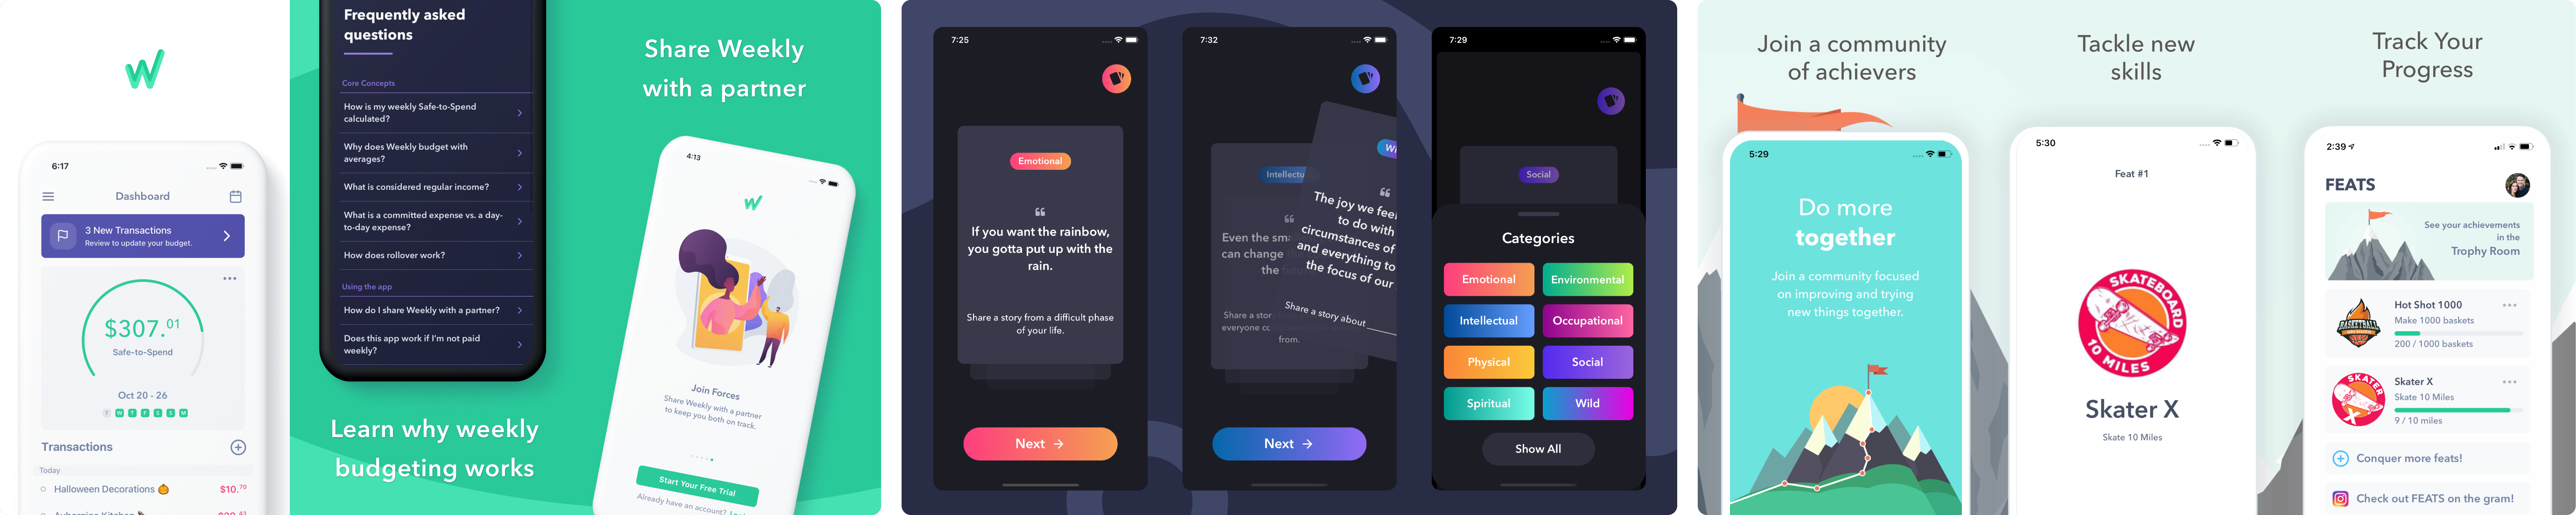 6:17
Dashboard
3 New Transactions
Review to update your budget.
$307.01
Safe-to-Spend
Oct 20 - 26
T W T F S S M
Transactions
Today
Halloween Decorations 🎃 $10.70
Frequently asked
questions
Core Concepts
How is my weekly Safe-to-Spend
calculated?
Why does Weekly budget with
averages?
What is considered regular income?
What is a committed expense vs. a day-
to-day expense?
How does rollover work?
Using the app
How do I share Weekly with a partner?
Does this app work if I'm not paid
weekly?
Learn why weekly
budgeting works
Share Weekly
with a partner
4:13
Join Forces
Share Weekly with a partner
to keep you both on track.
Start Your Free Trial
Already have an account?
7:25
Emotional
“
If you want the rainbow,
you gotta put up with the
rain.
Share a story from a difficult phase
of your life.
Next →
7:32
Intellectu
“
Even the sm
can change
the
Share a stor
everyone co
from.
Wi
“
The joy we feel
to do with
circumstances of
and everything to
the focus of our
Share a story about ______
Next →
7:29
Social
Categories
Emotional
Environmental
Intellectual
Occupational
Physical
Social
Spiritual
Wild
Show All
Join a community
of achievers
5:29
Do more
together
Join a community focused
on improving and trying
new things together.
Tackle new
skills
5:30
Feat #1
SKATEBOARD
10 MILES
Skater X
Skate 10 Miles
Track Your
Progress
2:39
FEATS
See your achievements
in the
Trophy Room
BASKETBALL
Hot Shot 1000
Make 1000 baskets
200 / 1000 baskets
SKATER
MILES
Skater X
Skate 10 Miles
9 / 10 miles
Conquer more feats!
Check out FEATS on the gram!